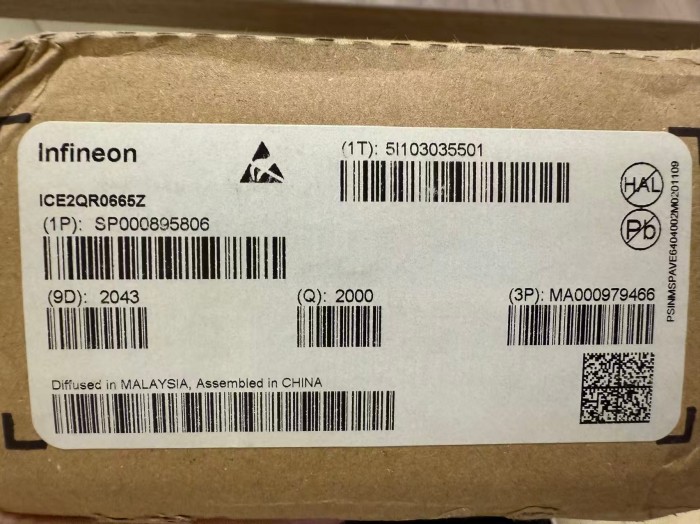 Infineon
(1T): 5I103035501
ICE2QR0665Z
(1P): SP000895806
HAL
Pb
(9D): 2043
(Q): 2000
(3P): MA000979466
Diffused in MALAYSIA, Assembled in CHINA
PSINMSPAVE6404002M0201109